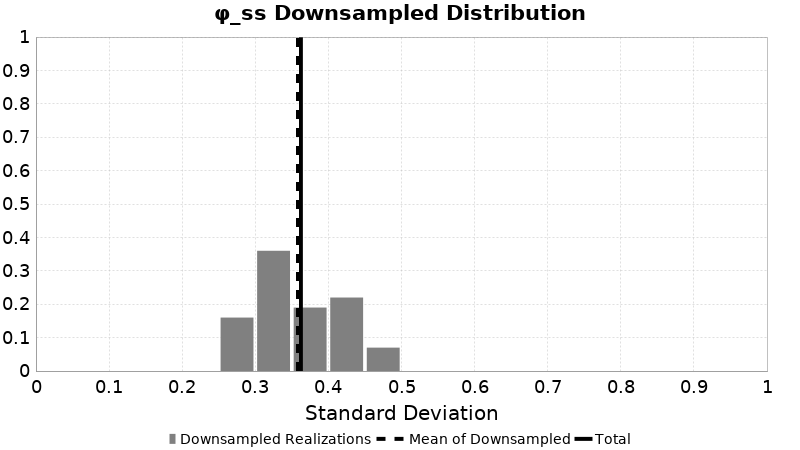 φ_ss Downsampled Distribution
1
0.9
0.8
0.7
0.6
0.5
0.4
0.3
0.2
0.1
0
0 0.1 0.2 0.3 0.4 0.5 0.6 0.7 0.8 0.9 1
Standard Deviation
Downsampled Realizations Mean of Downsampled Total